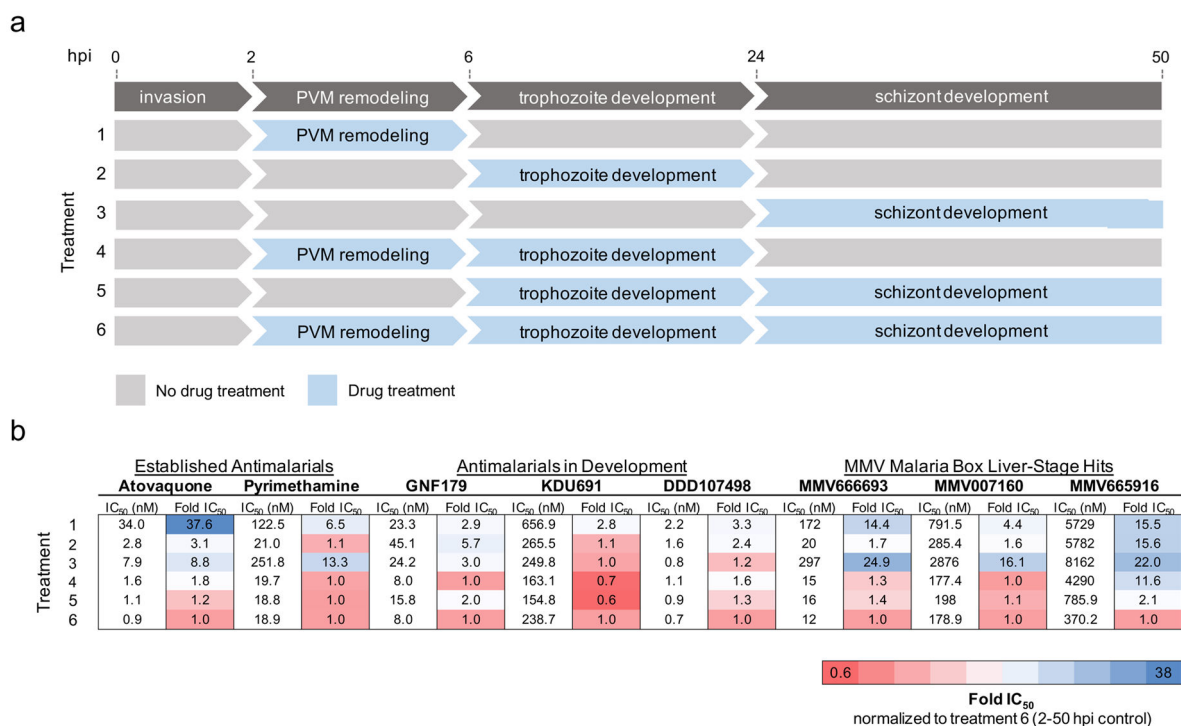 a
hpi 0 2 6 24 50
invasion PVM remodeling trophozoite development schizont development
1 PVM remodeling
2 trophozoite development
3 schizont development
4 PVM remodeling trophozoite development
5 trophozoite development schizont development
6 PVM remodeling trophozoite development schizont development
Treatment
No drug treatment Drug treatment
b
Established Antimalarials Antimalarials in Development MMV Malaria Box Liver-Stage Hits
Atovaquone Pyrimethamine GNF179 KDU691 DDD107498 MMV666693 MMV007160 MMV665916
IC50 (nM) Fold IC50 IC50 (nM) Fold IC50 IC50 (nM) Fold IC50 IC50 (nM) Fold IC50 IC50 (nM) Fold IC50 IC50 (nM) Fold IC50 IC50 (nM) Fold IC50 IC50 (nM) Fold IC50
1 34.0 37.6 122.5 6.5 23.3 2.9 656.9 2.8 2.2 3.3 172 14.4 791.5 4.4 5729 15.5
2 2.8 3.1 21.0 1.1 45.1 5.7 265.5 1.1 1.6 2.4 20 1.7 285.4 1.6 5782 15.6
3 7.9 8.8 251.8 13.3 24.2 3.0 249.8 1.0 0.8 1.2 297 24.9 2876 16.1 8162 22.0
4 1.6 1.8 19.7 1.0 8.0 1.0 163.1 0.7 1.1 1.6 15 1.3 177.4 1.0 4290 11.6
5 1.1 1.2 18.8 1.0 15.8 2.0 154.8 0.6 0.9 1.3 16 1.4 198 1.1 785.9 2.1
6 0.9 1.0 18.9 1.0 8.0 1.0 238.7 1.0 0.7 1.0 12 1.0 178.9 1.0 370.2 1.0
Treatment
0.6 38
Fold IC50
normalized to treatment 6 (2-50 hpi control)